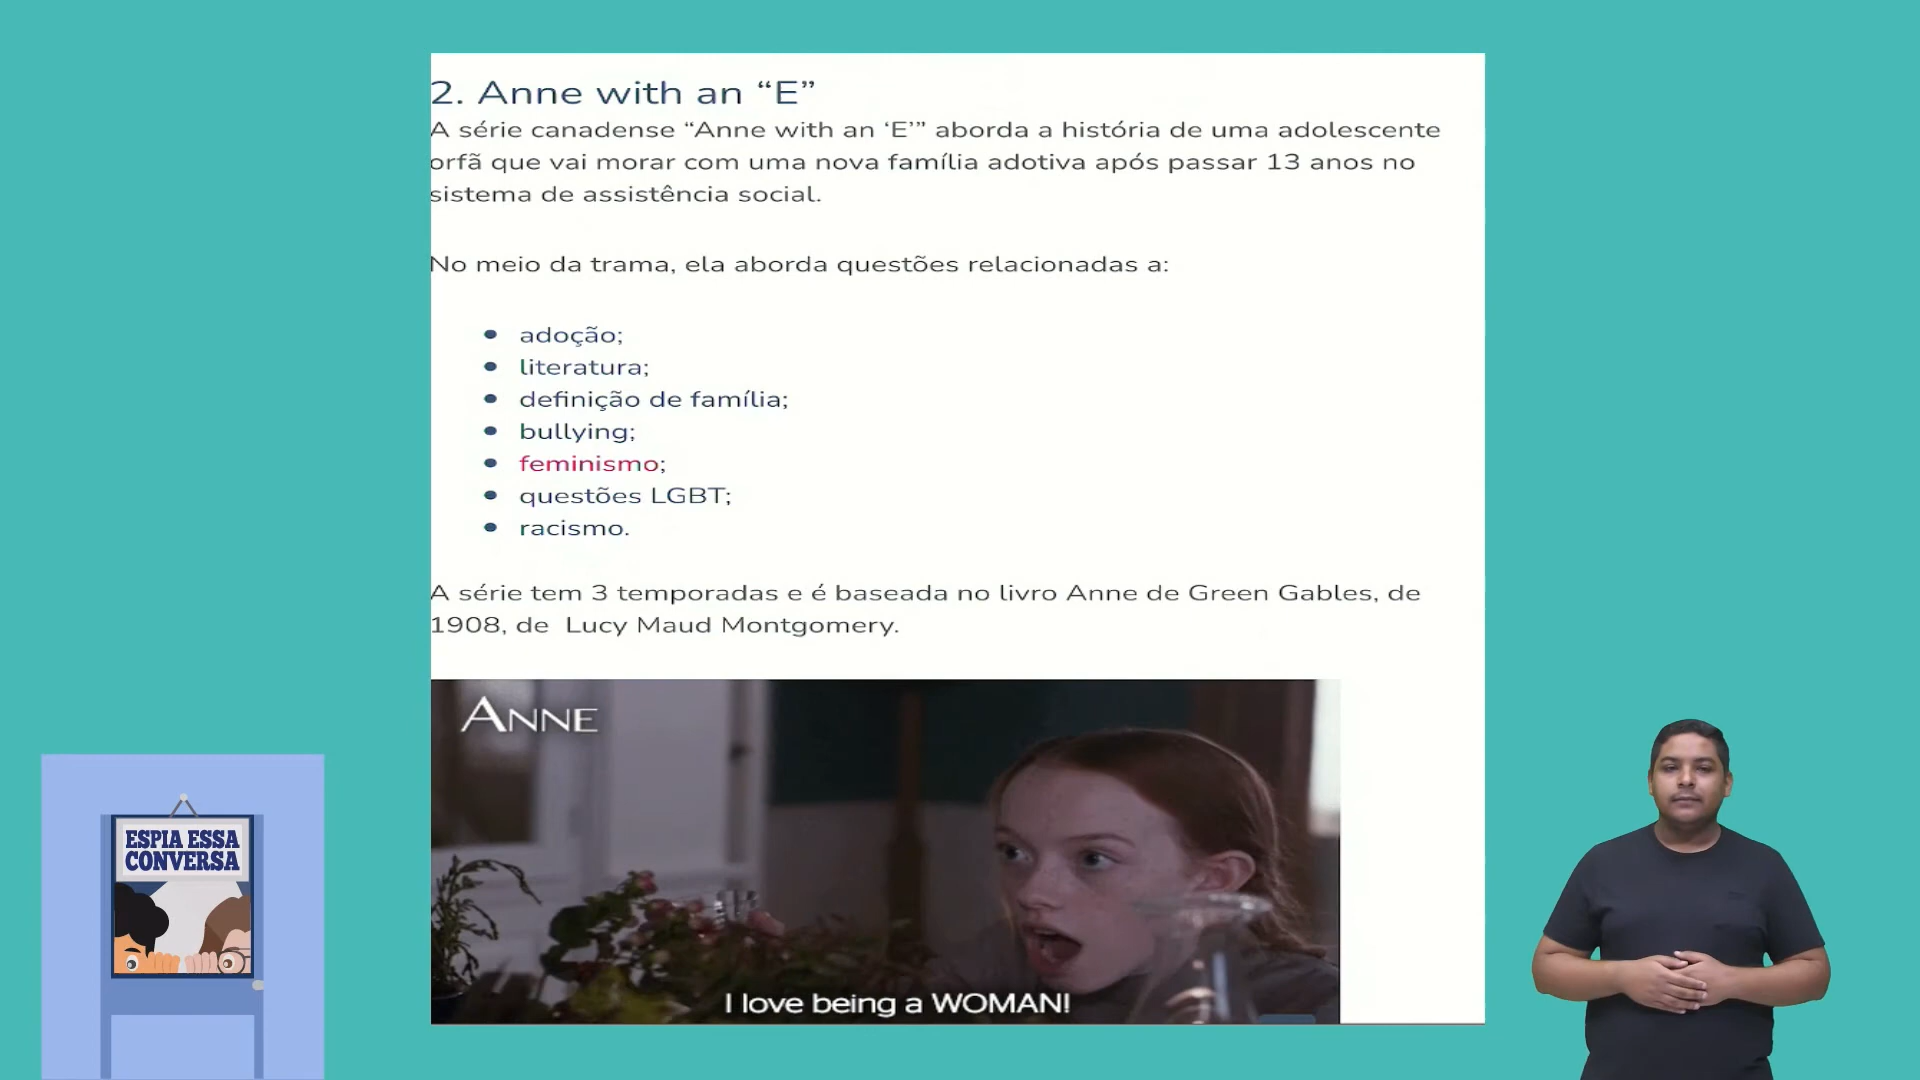 2. Anne with an “E”
A série canadense “Anne with an ‘E’” aborda a história de uma adolescente
orfã que vai morar com uma nova família adotiva após passar 13 anos no
sistema de assistência social.
No meio da trama, ela aborda questões relacionadas a:
adoção;
literatura;
definição de família;
bullying;
feminismo;
questões LGBT;
racismo.
A série tem 3 temporadas e é baseada no livro Anne de Green Gables, de
1908, de Lucy Maud Montgomery.
ANNE
I love being a WOMAN!
ESPIA ESSA
CONVERSA